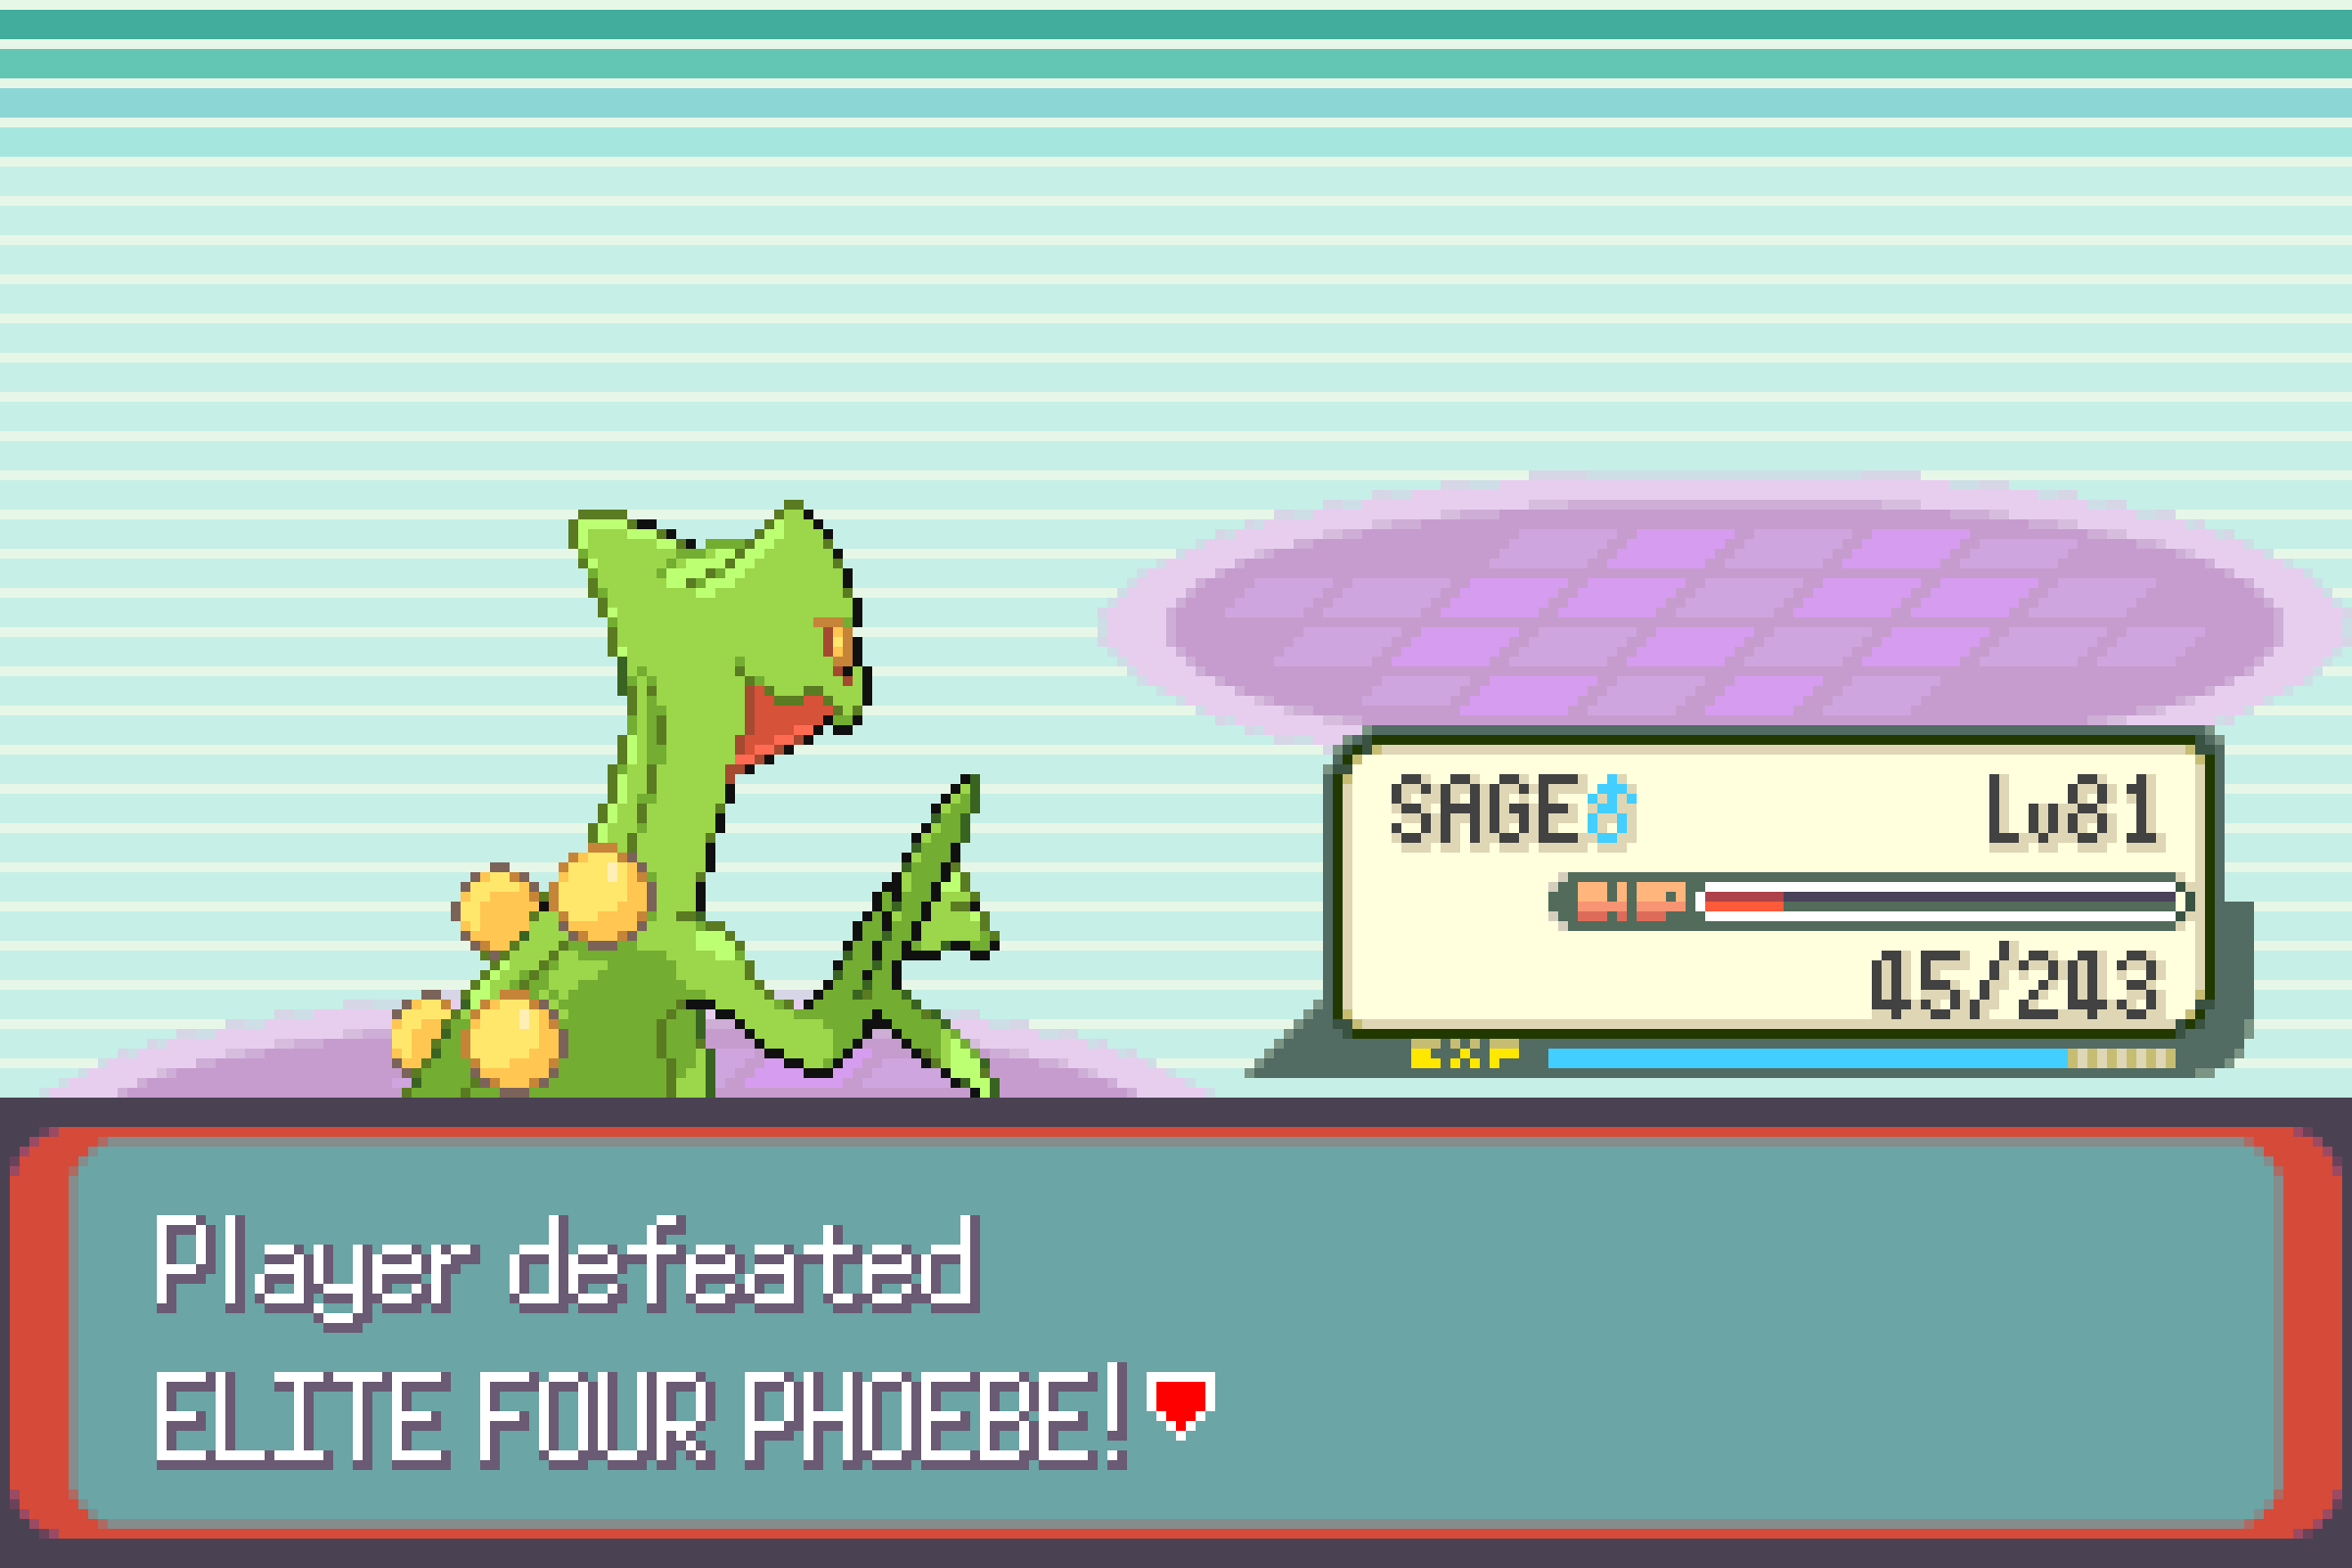 SAGE♂ Lv81
HP
45/243
EXP
Player defeated
ELITE FOUR PHOEBE!